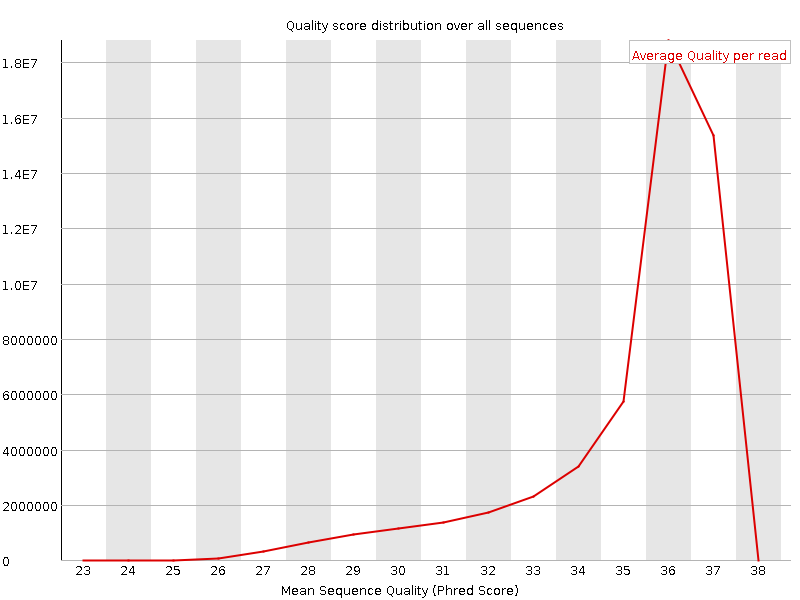 Quality score distribution over all sequences
Average Quality per read
1.8E7
1.6E7
1.4E7
1.2E7
1.0E7
8000000
6000000
4000000
2000000
0
23 24 25 26 27 28 29 30 31 32 33 34 35 36 37 38
Mean Sequence Quality (Phred Score)